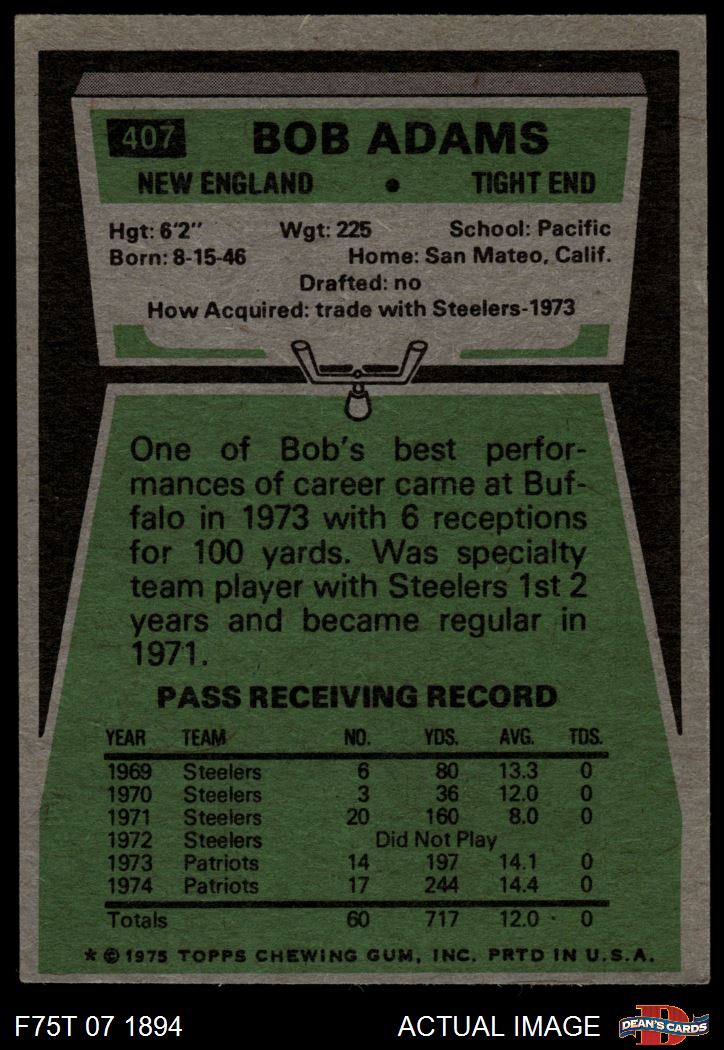 407 BOB ADAMS
NEW ENGLAND • TIGHT END
Hgt: 6'2" Wgt: 225 School: Pacific
Born: 8-15-46 Home: San Mateo, Calif.
Drafted: no
How Acquired: trade with Steelers-1973
One of Bob's best perfor-
mances of career came at Buf-
falo in 1973 with 6 receptions
for 100 yards. Was specialty
team player with Steelers 1st 2
years and became regular in
1971.
PASS RECEIVING RECORD
YEAR TEAM NO. YDS. AVG. TDS.
1969 Steelers 6 80 13.3 0
1970 Steelers 3 36 12.0 0
1971 Steelers 20 160 8.0 0
1972 Steelers Did Not Play
1973 Patriots 14 197 14.1 0
1974 Patriots 17 244 14.4 0
Totals 60 717 12.0 0
* © 1975 TOPPS CHEWING GUM, INC. PRTD IN U.S.A.
F75T 07 1894 ACTUAL IMAGE D DEAN'S CARDS